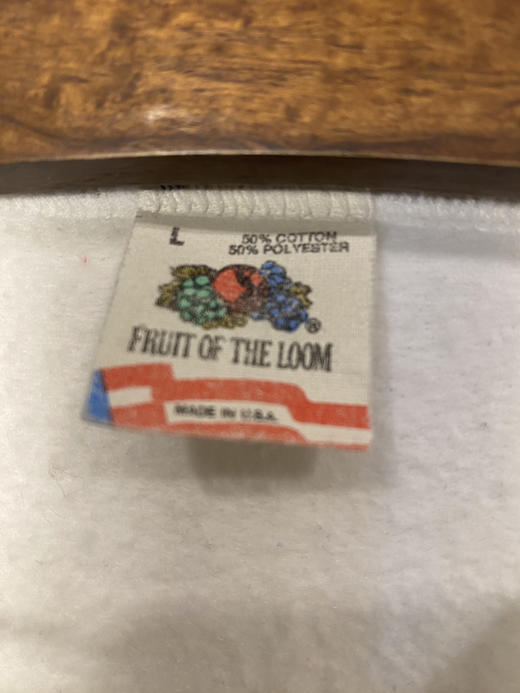 L
50% COTTON
50% POLYESTER
®
FRUIT OF THE LOOM
MADE IN U.S.A.